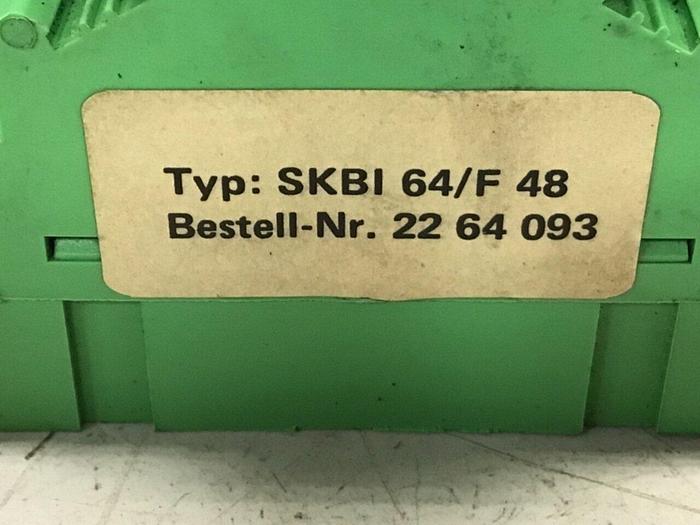 Typ: SKBI 64/F 48
Bestell-Nr. 22 64 093